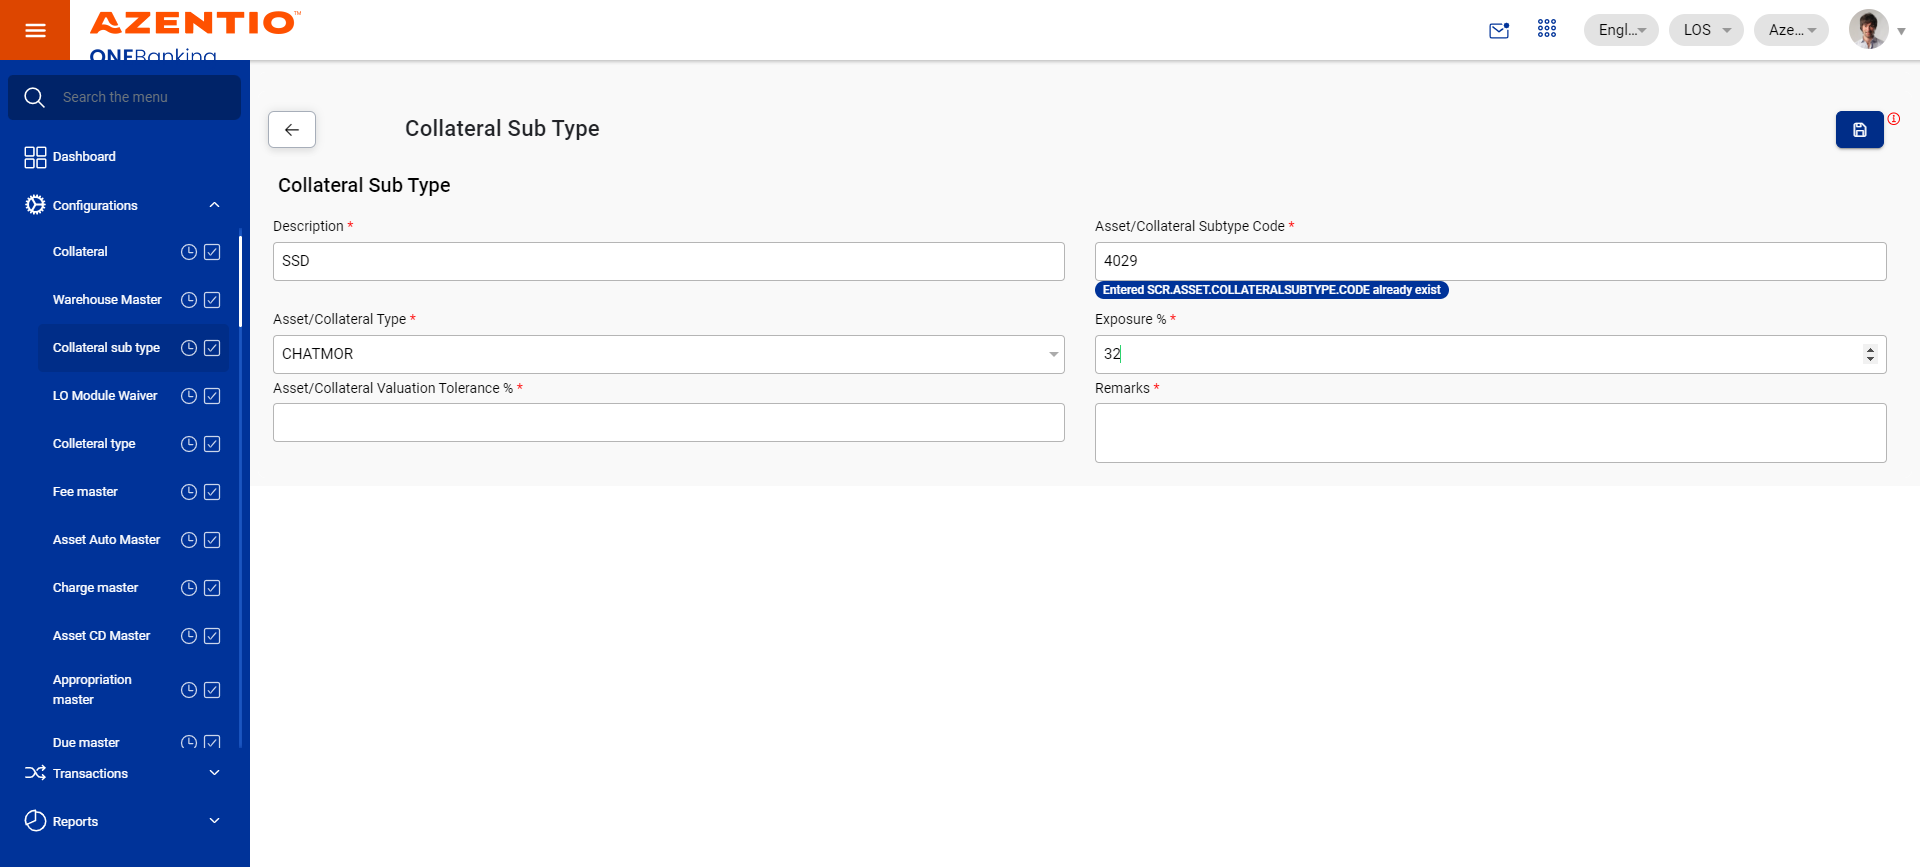 AZENTIO™
ONEBanking
Engl...
LOS
Aze...
Search the menu
Dashboard
Configurations
Collateral
Warehouse Master
Collateral sub type
LO Module Waiver
Colleteral type
Fee master
Asset Auto Master
Charge master
Asset CD Master
Appropriation
master
Due master
Transactions
Reports
Collateral Sub Type
Collateral Sub Type
Description *
SSD
Asset/Collateral Subtype Code *
4029
Entered SCR.ASSET.COLLATERALSUBTYPE.CODE already exist
Asset/Collateral Type *
CHATMOR
Exposure % *
32
Asset/Collateral Valuation Tolerance % *
Remarks *